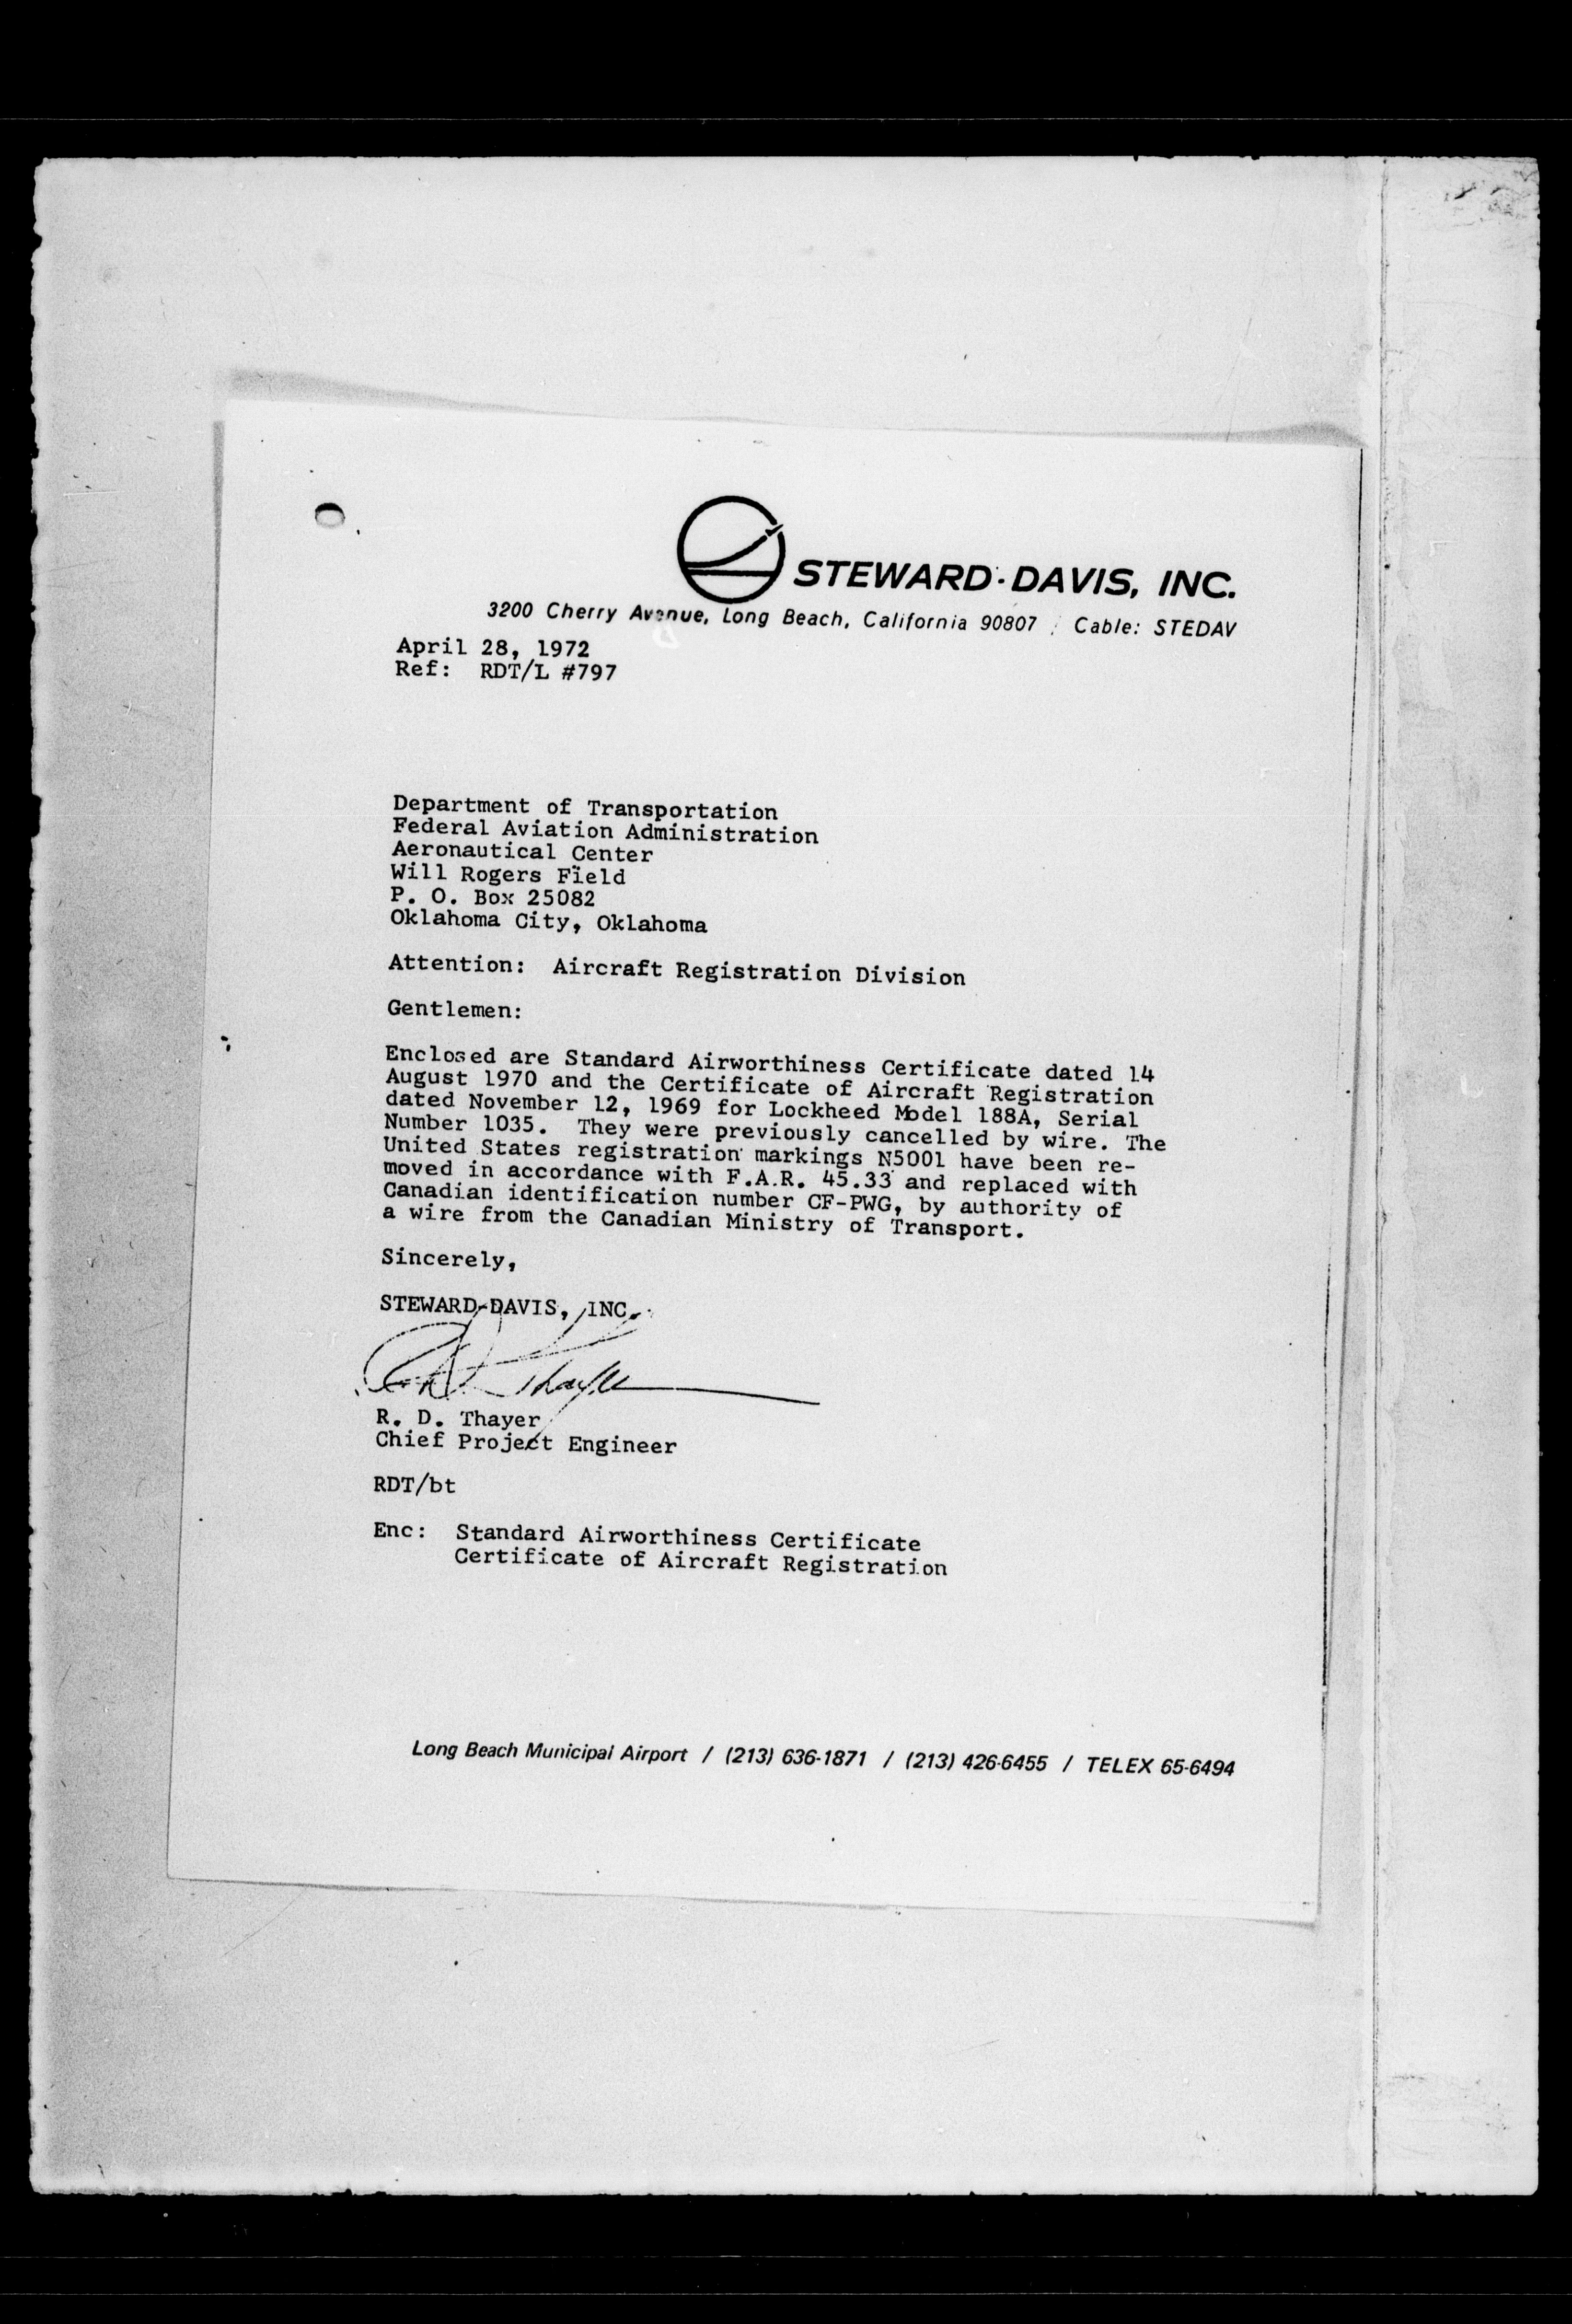 STEWARD-DAVIS, INC.
3200 Cherry Avenue, Long Beach, California 90807 / Cable: STEDAV
April 28, 1972
Ref: RDT/L #797
Department of Transportation
Federal Aviation Administration
Aeronautical Center
Will Rogers Field
P. O. Box 25082
Oklahoma City, Oklahoma
Attention: Aircraft Registration Division
Gentlemen:
Enclosed are Standard Airworthiness Certificate dated 14
August 1970 and the Certificate of Aircraft Registration
dated November 12, 1969 for Lockheed Model 188A, Serial
Number 1035. They were previously cancelled by wire. The
United States registration markings N5001 have been re-
moved in accordance with F.A.R. 45.33 and replaced with
Canadian identification number CF-PWG, by authority of
a wire from the Canadian Ministry of Transport.
Sincerely,
STEWARD-DAVIS, INC.
R. D. Thayer
Chief Project Engineer
RDT/bt
Enc: Standard Airworthiness Certificate
Certificate of Aircraft Registration
Long Beach Municipal Airport / (213) 636-1871 / (213) 426-6455 / TELEX 65-6494